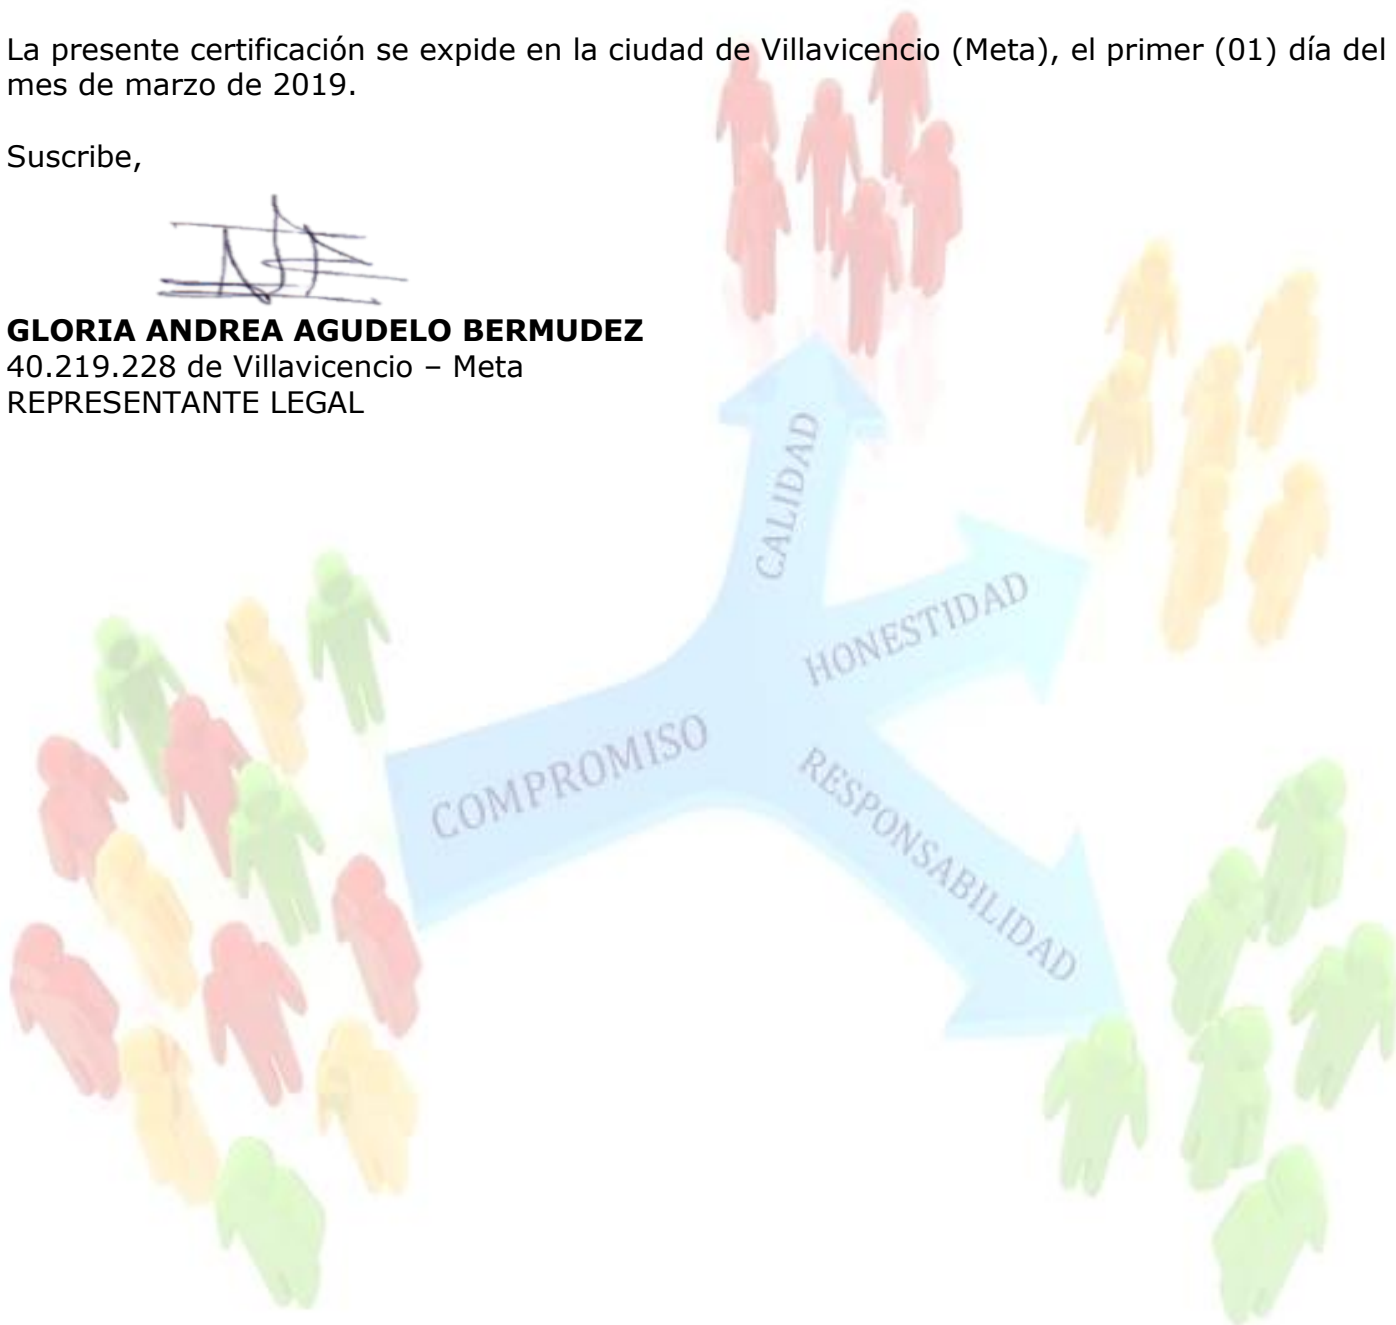 La presente certificación se expide en la ciudad de Villavicencio (Meta), el primer (01) día del
mes de marzo de 2019.
Suscribe,
GLORIA ANDREA AGUDELO BERMUDEZ
40.219.228 de Villavicencio – Meta
REPRESENTANTE LEGAL
CALIDAD
HONESTIDAD
COMPROMISO
RESPONSABILIDAD